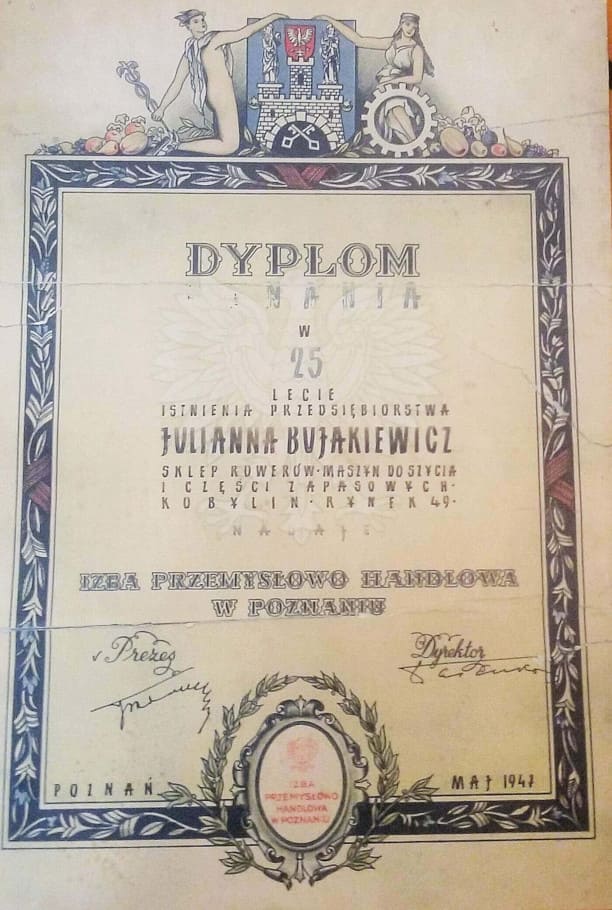 DYPLOM
W
25
LECIE
ISTNIENIA PRZEDSIĘBIORSTWA
JULIANNA BUJAKIEWICZ
SKLEP ROWERÓW·MASZYN DO SZYCIA
I CZĘŚCI ZAPASOWYCH·
KOBYLIN·RYNEK 49·
NADAJE
IZBA PRZEMYSŁOWO HANDLOWA
W POZNANIU
v Prezes
Dyrektor
IZBA
PRZEMYSŁOWO
HANDLOWA
W POZNANIU
POZNAŃ
MAJ 1947